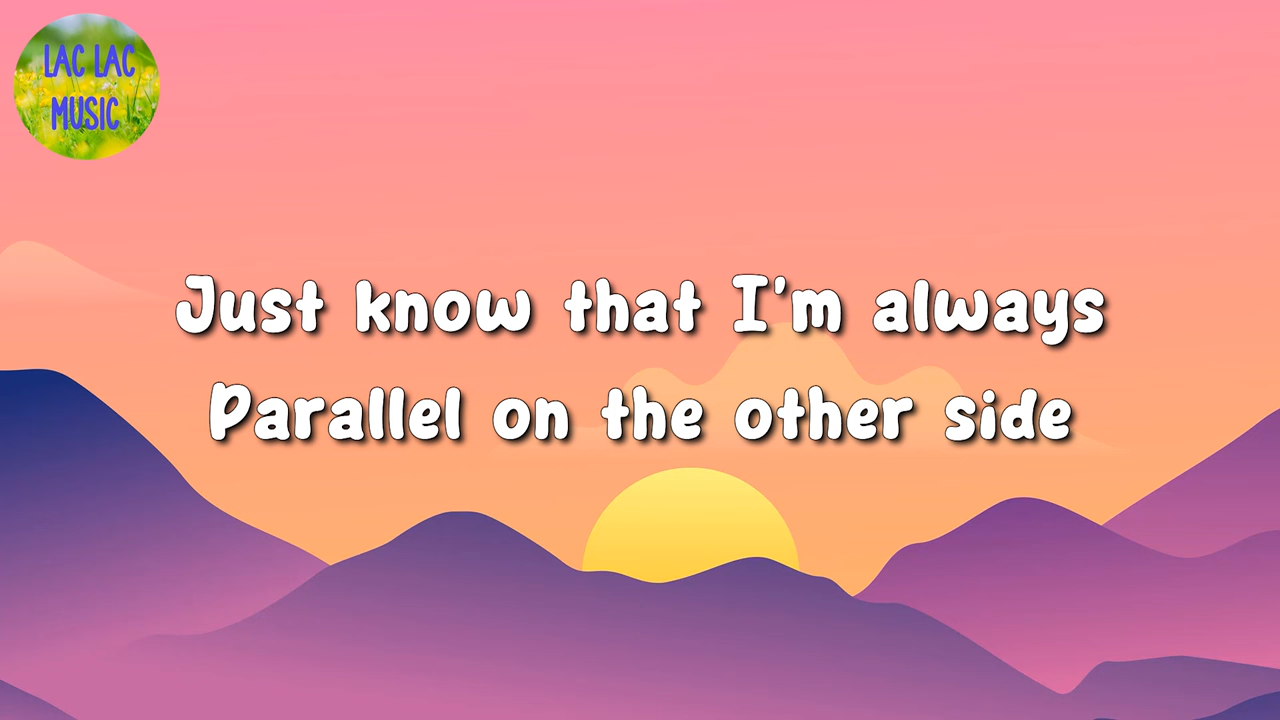 LAC LAC
MUSIC
Just know that I'm always
Parallel on the other side